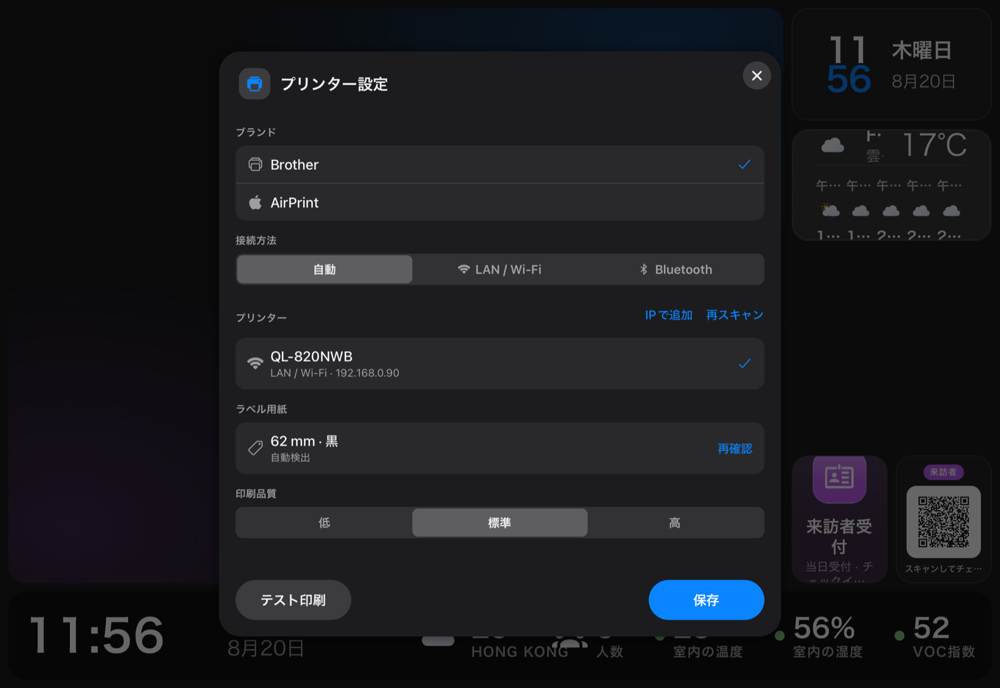 プリンター設定
ブランド
Brother
AirPrint
接続方法
自動
LAN / Wi-Fi
Bluetooth
プリンター
IPで追加
再スキャン
QL-820NWB
LAN / Wi-Fi · 192.168.0.90
ラベル用紙
62 mm · 黒
自動検出
再確認
印刷品質
低
標準
高
テスト印刷
保存
11
56
木曜日
8月20日
17°C
午… 午… 午… 午… 午…
1… 1… 2… 2… 2…
来訪者受
付
当日受付 · チ
ェックイ…
来訪者
スキャンしてチェ…
11:56
8月20日
HONG KONG
人数
室内の温度
56%
室内の湿度
52
VOC指数